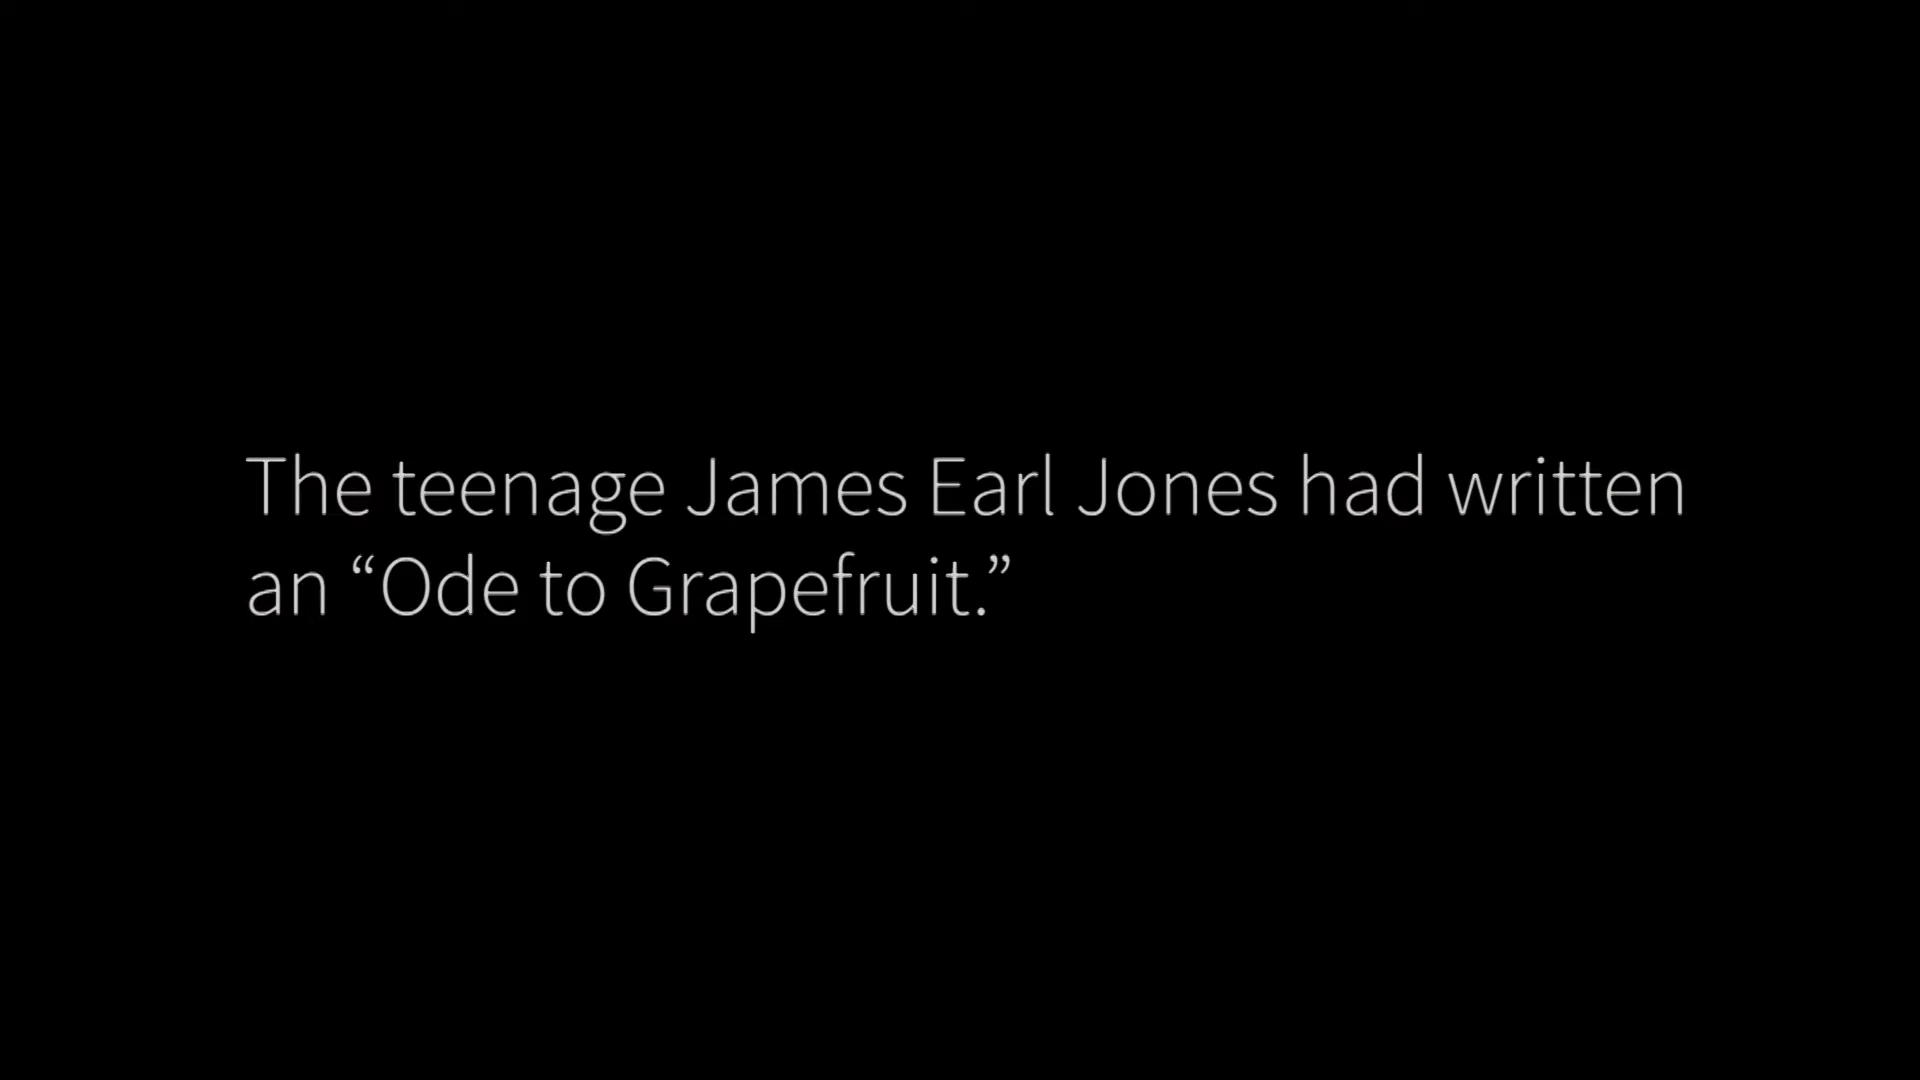 The teenage James Earl Jones had written
an “Ode to Grapefruit.”